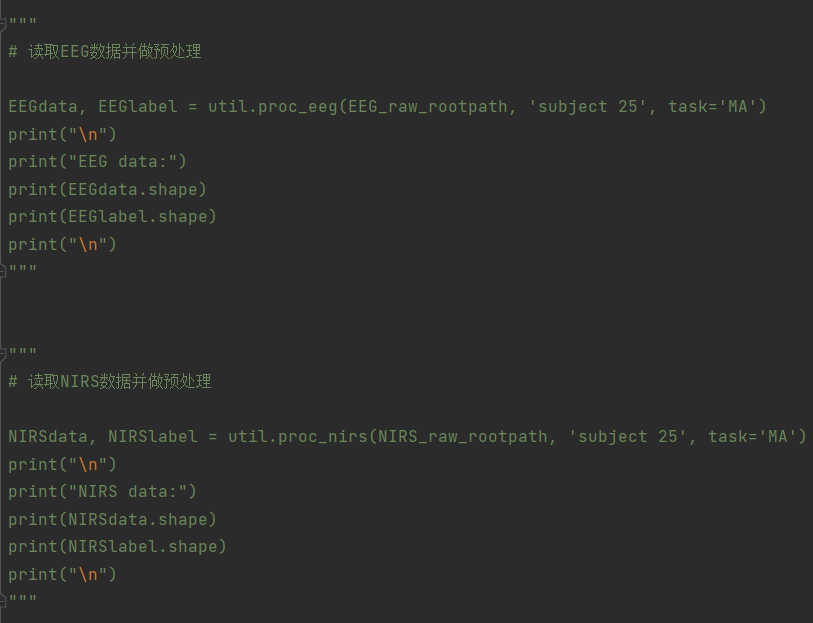 """
# 读取EEG数据并做预处理
EEGdata, EEGlabel = util.proc_eeg(EEG_raw_rootpath, 'subject 25', task='MA')
print("\n")
print("EEG data:")
print(EEGdata.shape)
print(EEGlabel.shape)
print("\n")
"""
"""
# 读取NIRS数据并做预处理
NIRSdata, NIRSlabel = util.proc_nirs(NIRS_raw_rootpath, 'subject 25', task='MA')
print("\n")
print("NIRS data:")
print(NIRSdata.shape)
print(NIRSlabel.shape)
print("\n")
"""